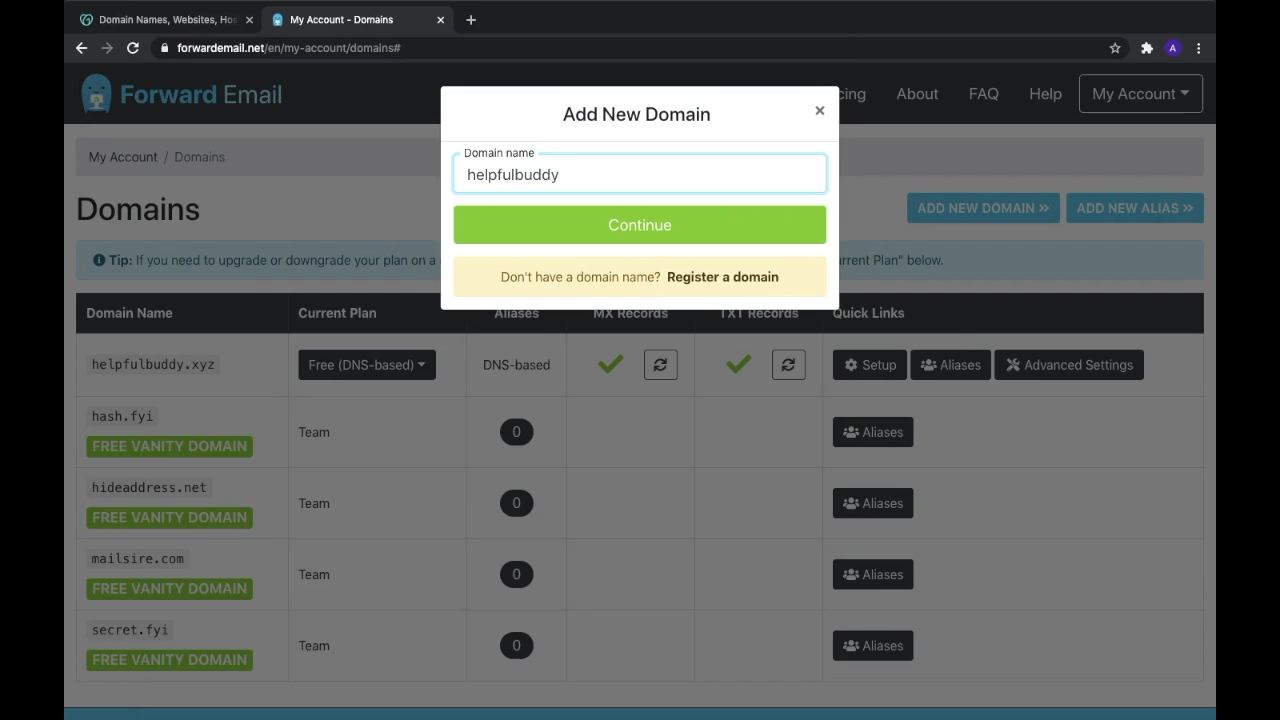 Domain Names, Websites, Hos
My Account - Domains
forwardemail.net/en/my-account/domains#
A
Forward Email
About
FAQ
Help
My Account
Add New Domain
×
Domain name
helpfulbuddy
Continue
Don't have a domain name? Register a domain
My Account / Domains
Domains
ADD NEW DOMAIN »
ADD NEW ALIAS »
Tip: If you need to upgrade or downgrade your plan on a
Plan" below.
Domain Name
Current Plan
Aliases
MX Records
TXT Records
Quick Links
helpfulbuddy.xyz
Free (DNS-based)
DNS-based
Setup
Aliases
Advanced Settings
hash.fyi
FREE VANITY DOMAIN
Team
0
Aliases
hideaddress.net
FREE VANITY DOMAIN
Team
0
Aliases
mailsire.com
FREE VANITY DOMAIN
Team
0
Aliases
secret.fyi
FREE VANITY DOMAIN
Team
0
Aliases